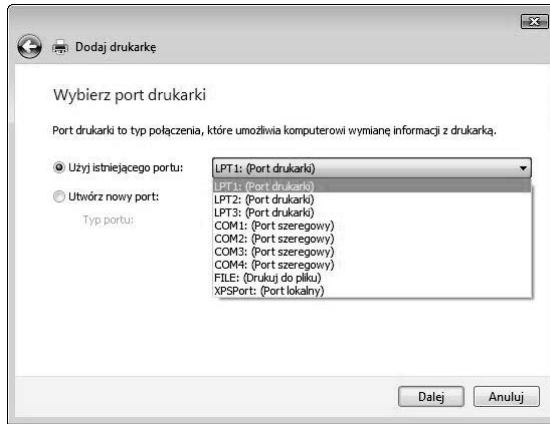 Dodaj drukarkę
Wybierz port drukarki
Port drukarki to typ połączenia, które umożliwia komputerowi wymianę informacji z drukarką.
Użyj istniejącego portu: LPT1: (Port drukarki)
LPT1: (Port drukarki)
Utwórz nowy port: LPT2: (Port drukarki)
LPT3: (Port drukarki)
Typ portu: COM1: (Port szeregowy)
COM2: (Port szeregowy)
COM3: (Port szeregowy)
COM4: (Port szeregowy)
FILE: (Drukuj do pliku)
XPSPort: (Port lokalny)
Dalej Anuluj